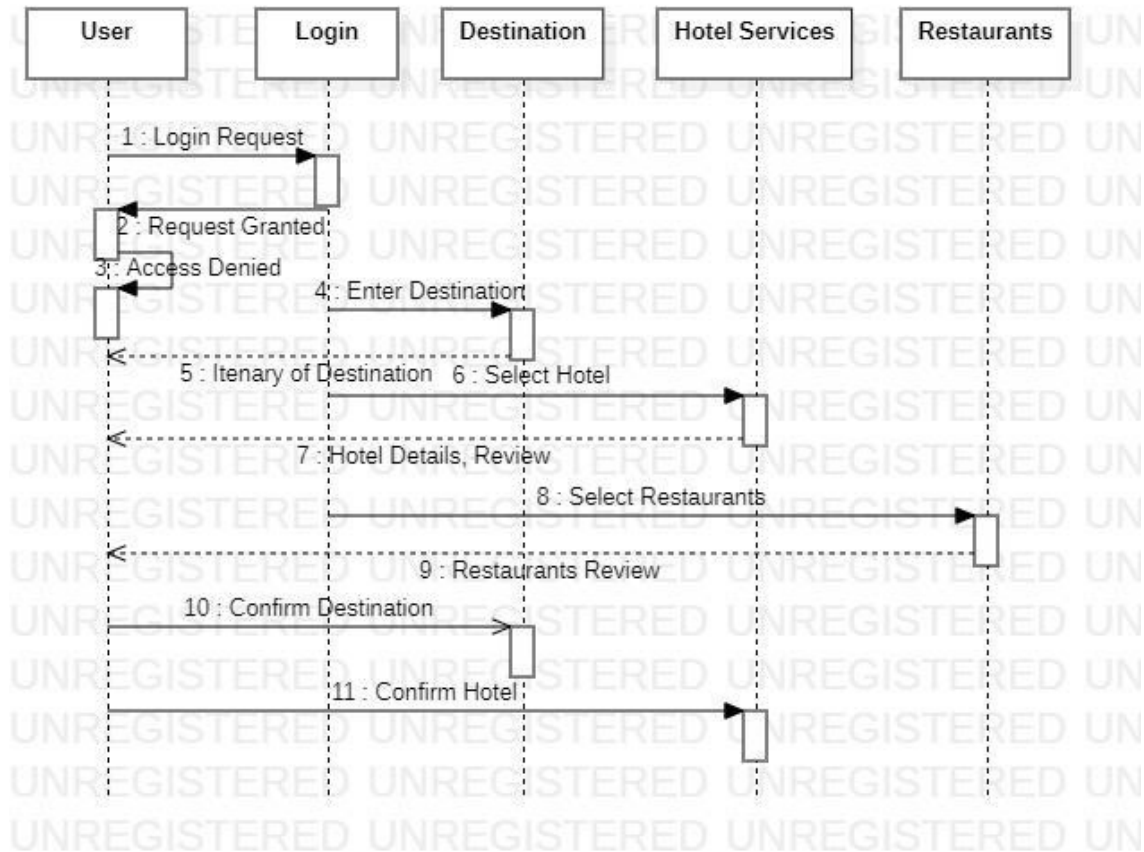 User
Login
Destination
Hotel Services
Restaurants
1 : Login Request
2 : Request Granted
3 : Access Denied
4 : Enter Destination
5 : Itenary of Destination
6 : Select Hotel
7 : Hotel Details, Review
8 : Select Restaurants
9 : Restaurants Review
10 : Confirm Destination
11 : Confirm Hotel
UNREGISTERED